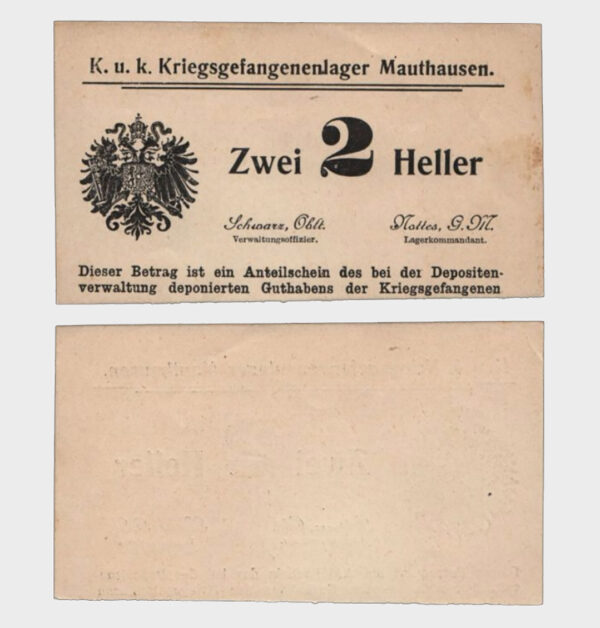 K. u. k. Kriegsgefangenenlager Mauthausen.
Zwei 2 Heller
Schwarz, Oblt. Nottes, G. M.
Verwaltungsoffizier. Lagerkommandant.
Dieser Betrag ist ein Anteilschein des bei der Depositen-
verwaltung deponierten Guthabens der Kriegsgefangenen